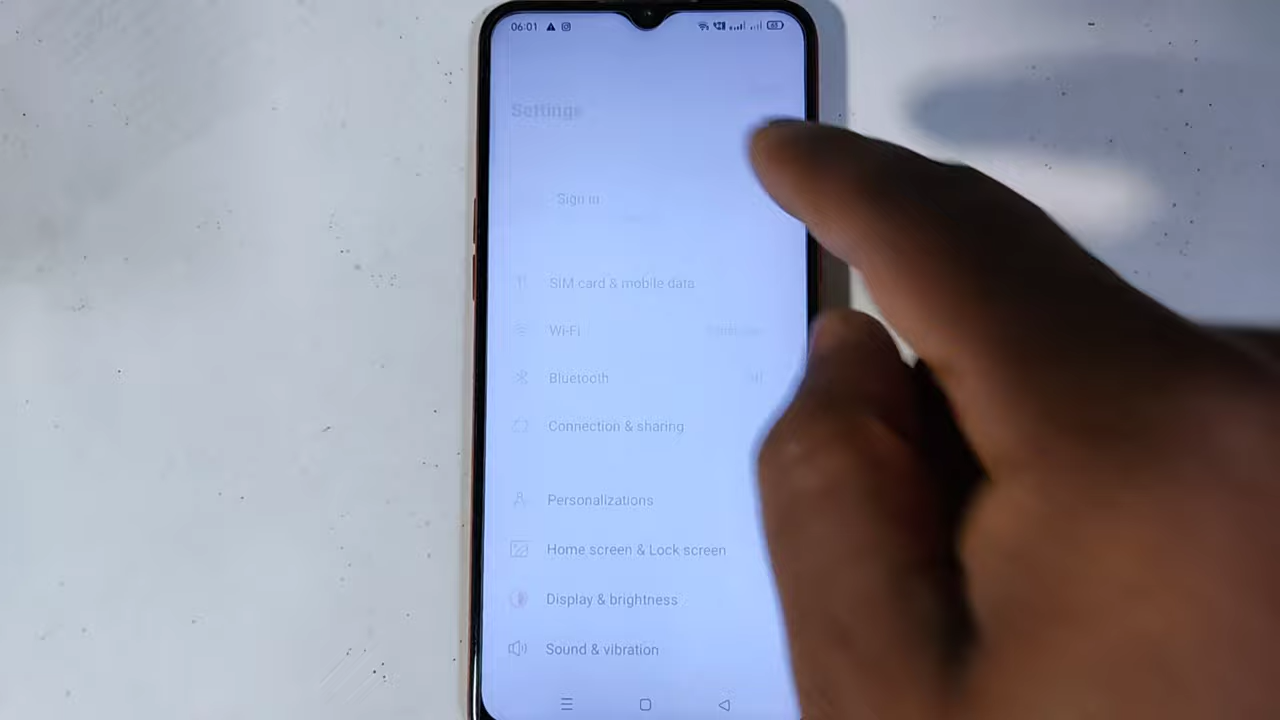 06:01
Settings
Sign in
SIM card & mobile data
Wi-Fi
Bluetooth
Connection & sharing
Personalizations
Home screen & Lock screen
Display & brightness
Sound & vibration